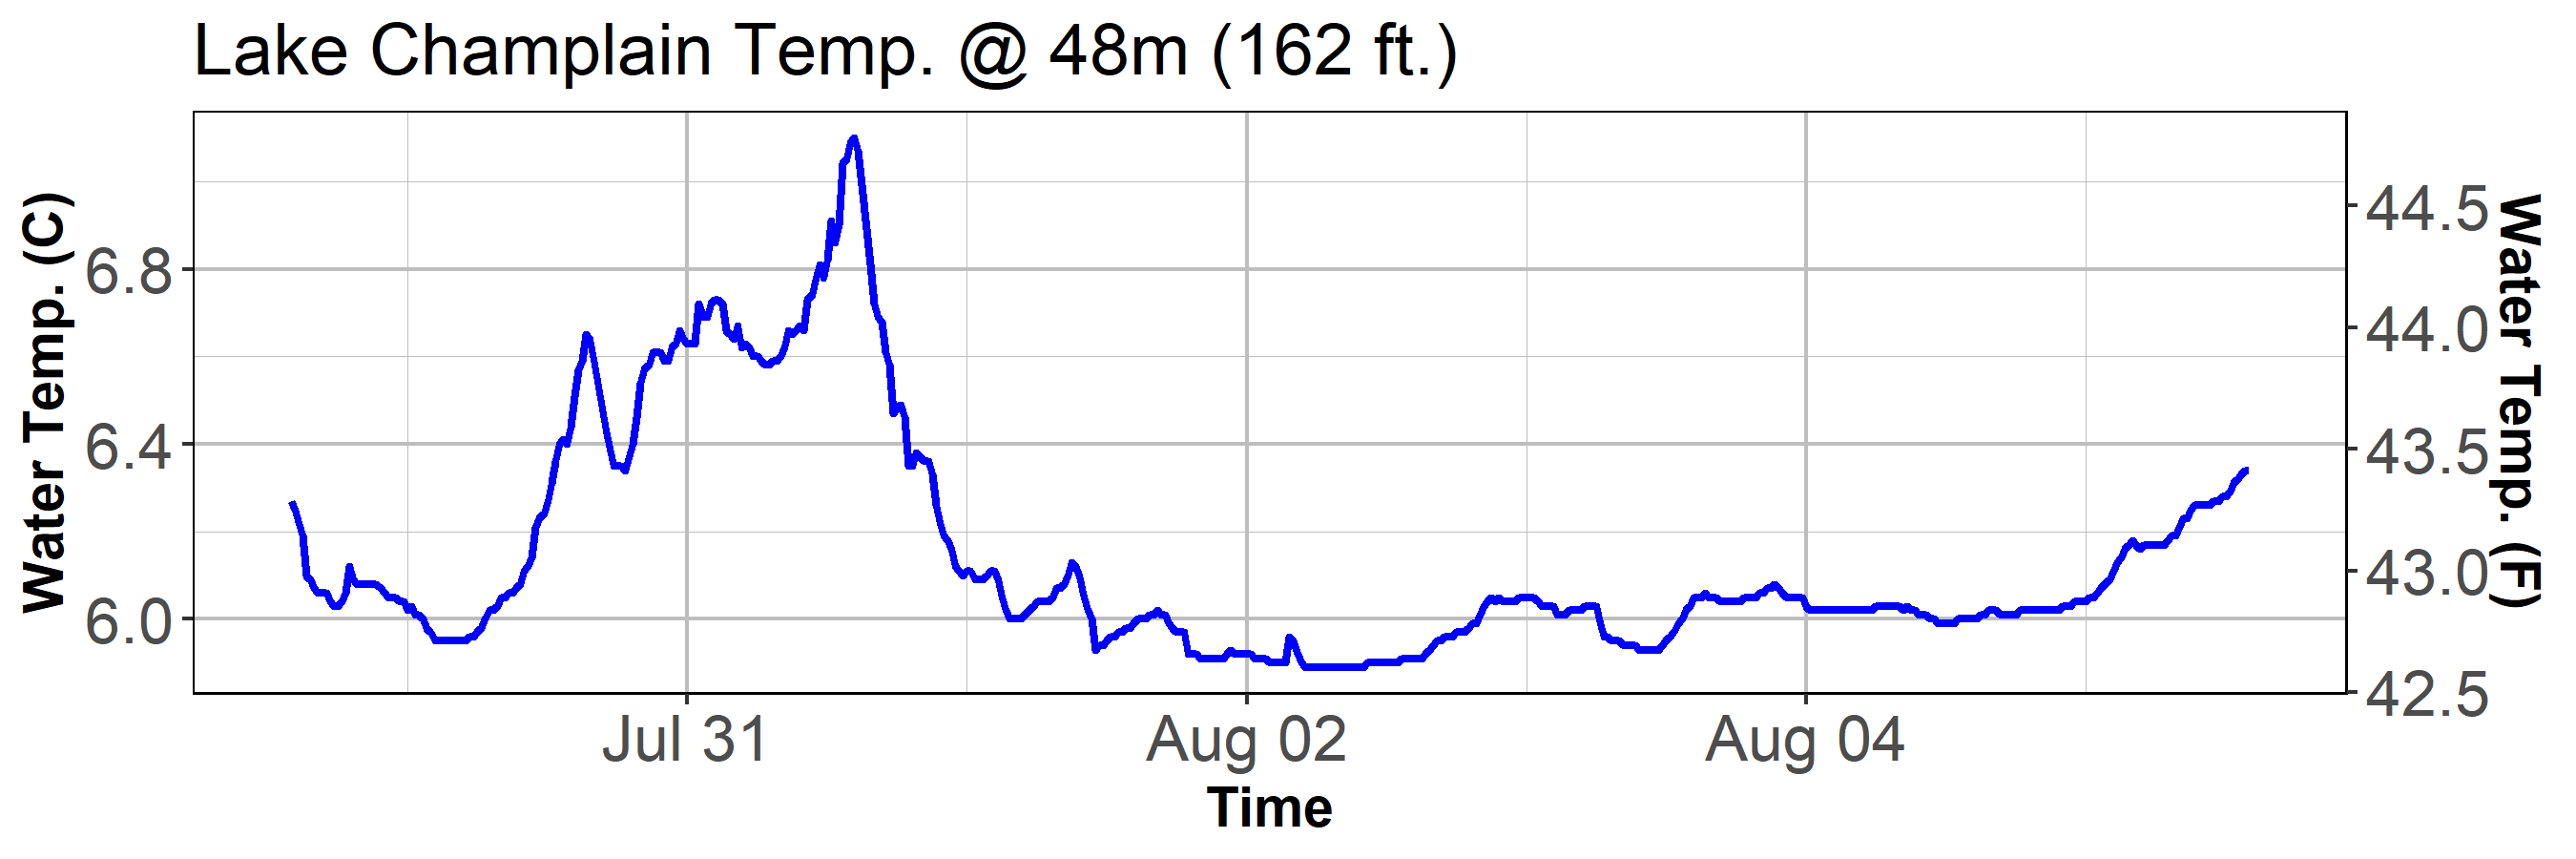 Lake Champlain Temp. @ 48m (162 ft.)
Water Temp. (C)
6.8
6.4
6.0
44.5
44.0
43.5
43.0
42.5
Water Temp. (F)
Jul 31
Aug 02
Aug 04
Time